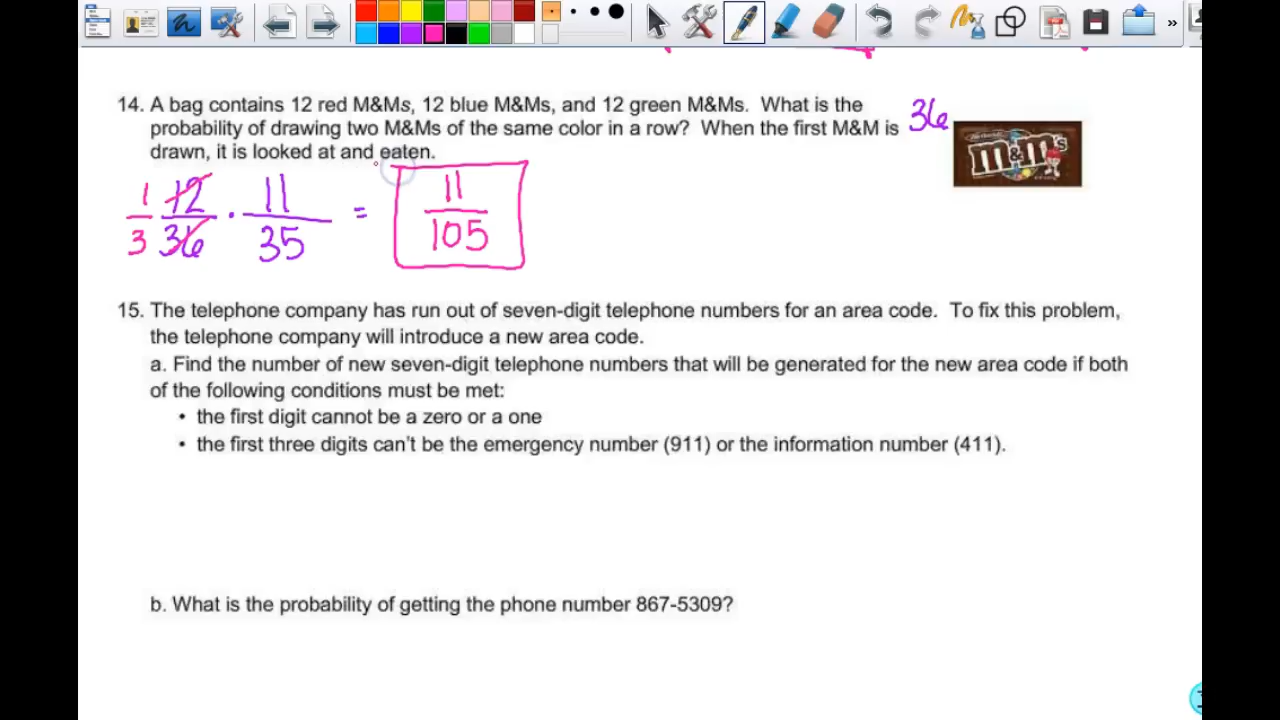 14. A bag contains 12 red M&Ms, 12 blue M&Ms, and 12 green M&Ms. What is the
probability of drawing two M&Ms of the same color in a row? When the first M&M is
drawn, it is looked at and eaten.
36
m&m's
1/3 12/36 · 11/35 = 11/105
15. The telephone company has run out of seven-digit telephone numbers for an area code. To fix this problem,
the telephone company will introduce a new area code.
a. Find the number of new seven-digit telephone numbers that will be generated for the new area code if both
of the following conditions must be met:
• the first digit cannot be a zero or a one
• the first three digits can't be the emergency number (911) or the information number (411).
b. What is the probability of getting the phone number 867-5309?